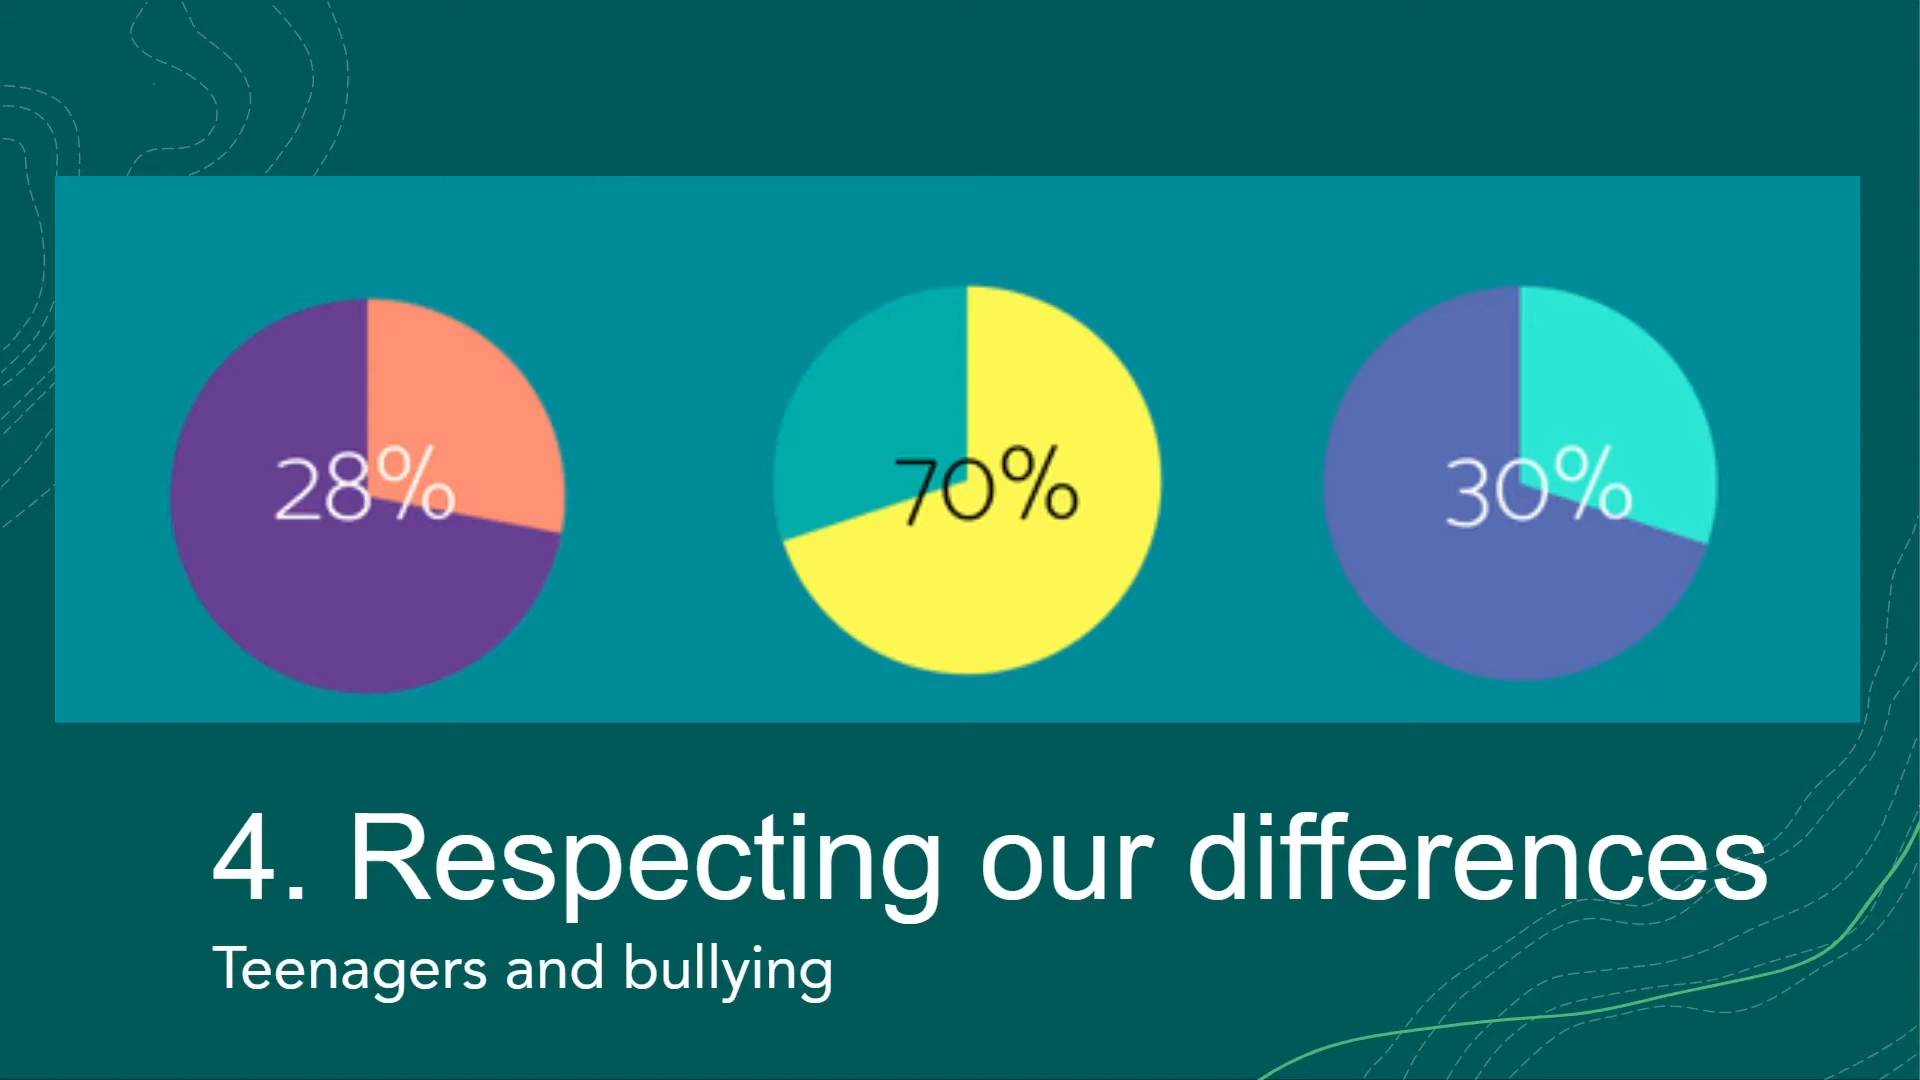 28%
70%
30%
4. Respecting our differences
Teenagers and bullying